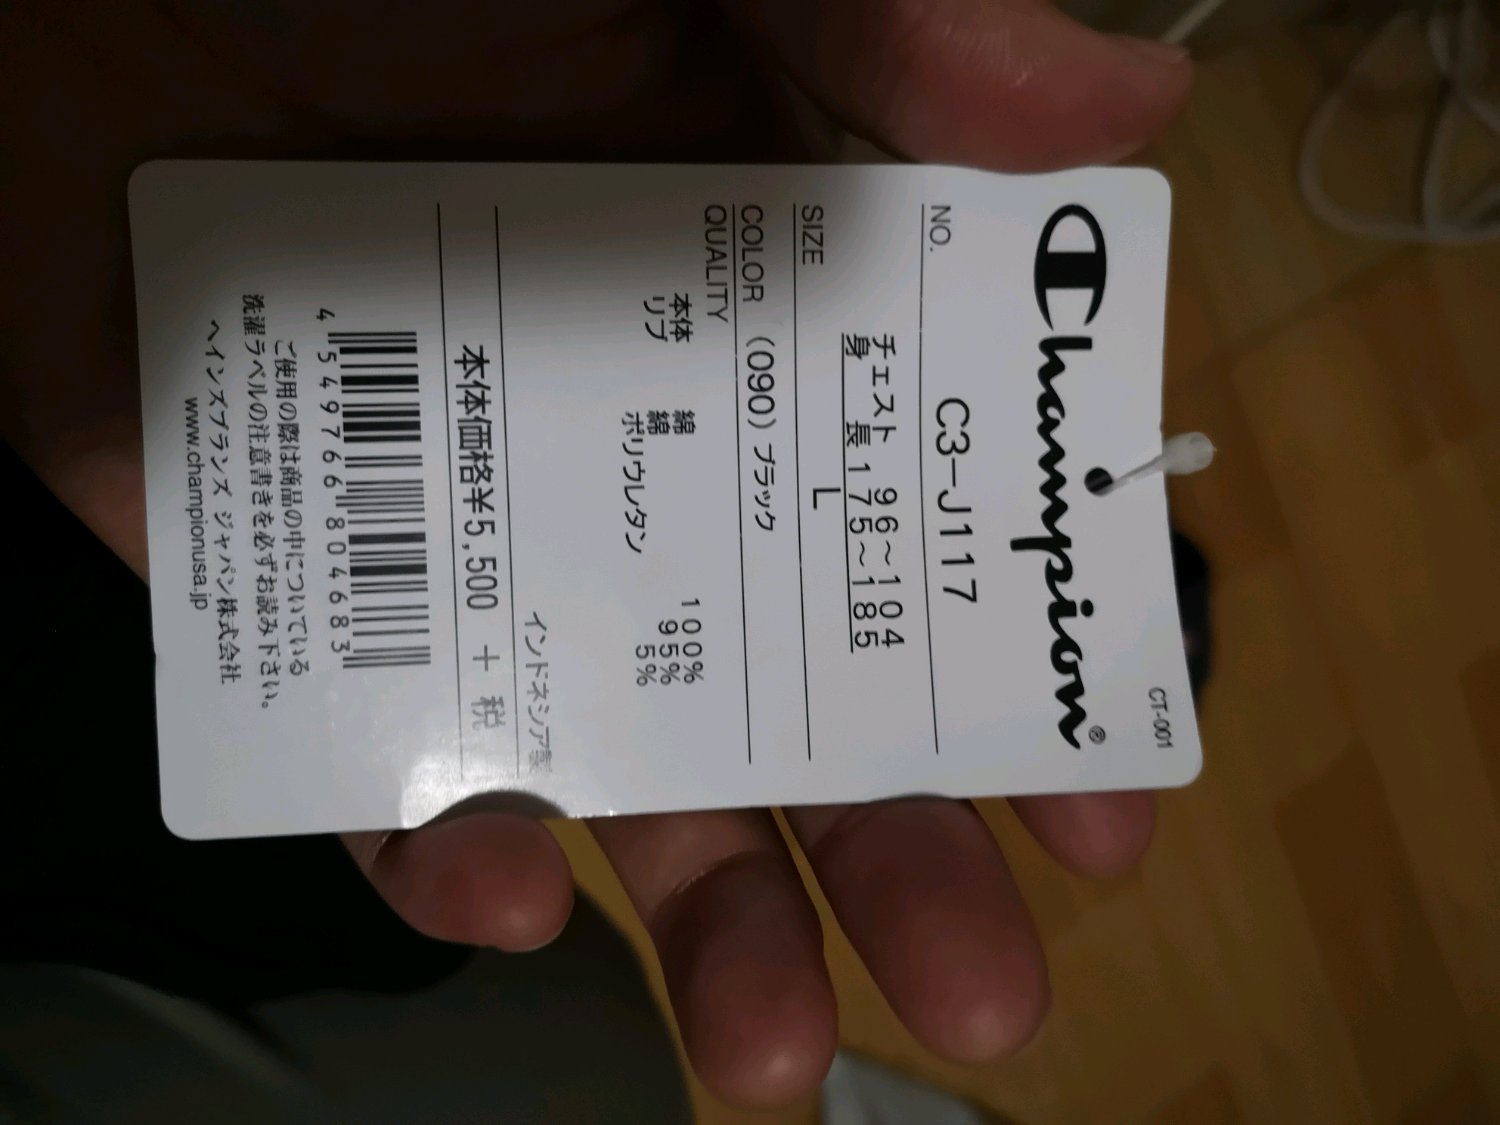 CT-001
Champion®
NO. C3-J117
チェスト 96〜104
身 長 175〜185
SIZE L
COLOR (090) ブラック
QUALITY
本体 綿 100%
リブ 綿 95%
ポリウレタン 5%
インドネシア製
本体価格¥5,500 + 税
4 549766 804683
ご使用の際は商品の中についている
洗濯ラベルの注意書きを必ずお読み下さい。
ヘインズブランズ ジャパン株式会社
www.championusa.jp